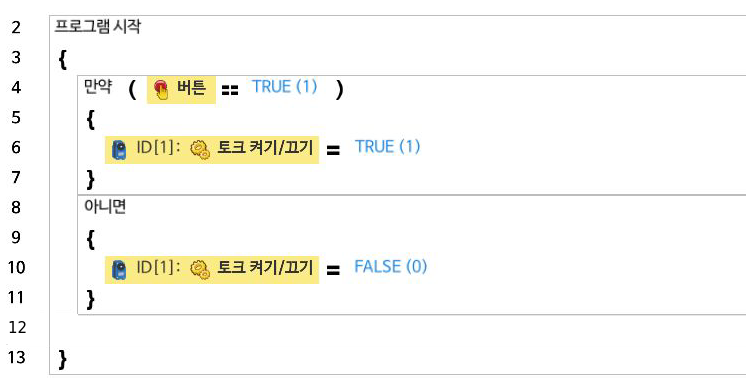 2 프로그램 시작
3 {
4 만약 ( 버튼 == TRUE (1) )
5 {
6 ID[1]: 토크 켜기/끄기 = TRUE (1)
7 }
8 아니면
9 {
10 ID[1]: 토크 켜기/끄기 = FALSE (0)
11 }
12
13 }